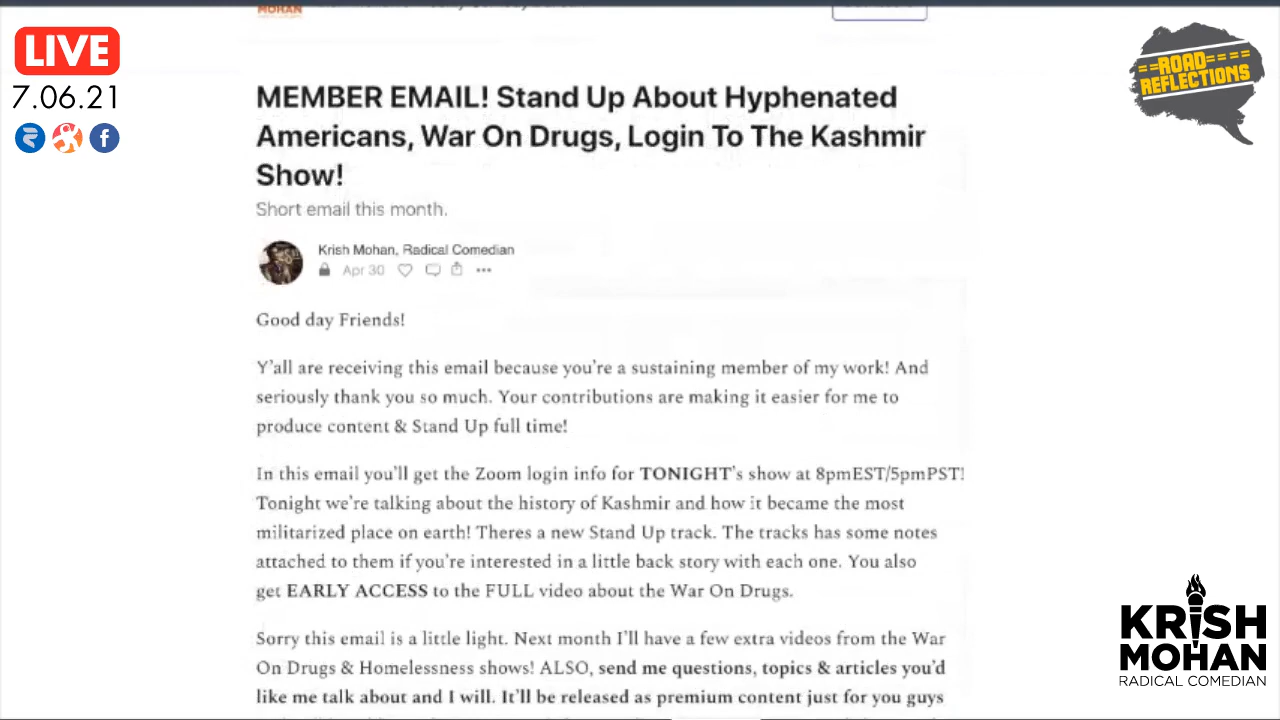 MOHAN
LIVE
7.06.21
==ROAD====
REFLECTIONS
MEMBER EMAIL! Stand Up About Hyphenated
Americans, War On Drugs, Login To The Kashmir
Show!
Short email this month.
Krish Mohan, Radical Comedian
Apr 30
Good day Friends!
Y'all are receiving this email because you're a sustaining member of my work! And
seriously thank you so much. Your contributions are making it easier for me to
produce content & Stand Up full time!
In this email you'll get the Zoom login info for TONIGHT's show at 8pmEST/5pmPST!
Tonight we're talking about the history of Kashmir and how it became the most
militarized place on earth! Theres a new Stand Up track. The tracks has some notes
attached to them if you're interested in a little back story with each one. You also
get EARLY ACCESS to the FULL video about the War On Drugs.
Sorry this email is a little light. Next month I'll have a few extra videos from the War
On Drugs & Homelessness shows! ALSO, send me questions, topics & articles you'd
like me talk about and I will. It'll be released as premium content just for you guys
KRISH
MOHAN
RADICAL COMEDIAN